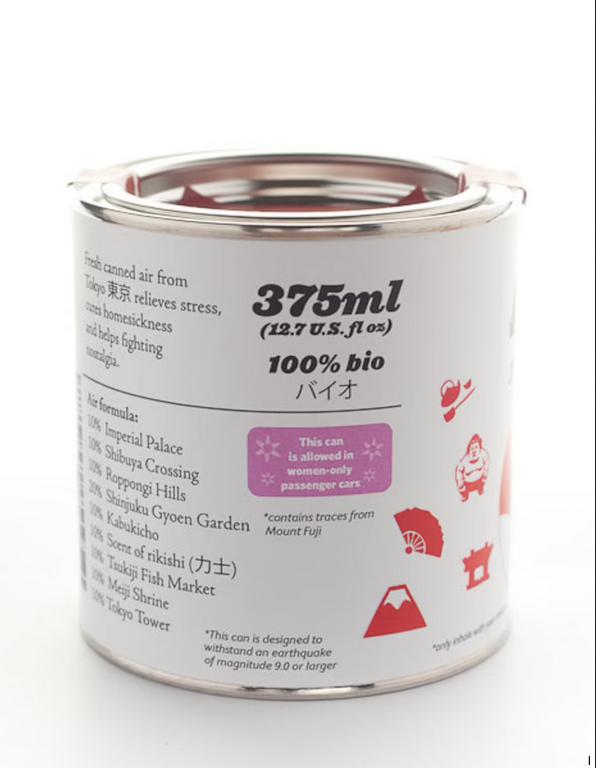 Fresh canned air from
Tokyo 東京 relieves stress,
cures homesickness
and helps fighting
nostalgia.
375ml
(12.7 U.S. fl oz)
100% bio
バイオ
Air formula:
10% Imperial Palace
10% Shibuya Crossing
10% Roppongi Hills
20% Shinjuku Gyoen Garden
10% Kabukicho
10% Scent of rikishi (力士)
10% Tsukiji Fish Market
10% Meiji Shrine
10% Tokyo Tower
This can
is allowed in
women-only
passenger cars
*contains traces from
Mount Fuji
*This can is designed to
withstand an earthquake
of magnitude 9.0 or larger
*only inhale with